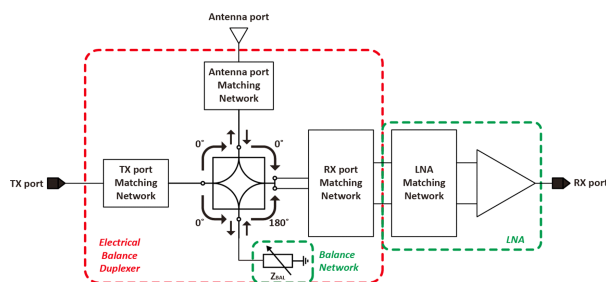 Antenna port
Antenna port
Matching
Network
0°
0°
TX port
TX port
Matching
Network
RX port
Matching
Network
LNA
Matching
Network
RX port
0°
180°
Electrical
Balance
Duplexer
Balance
Network
ZBAL
LNA